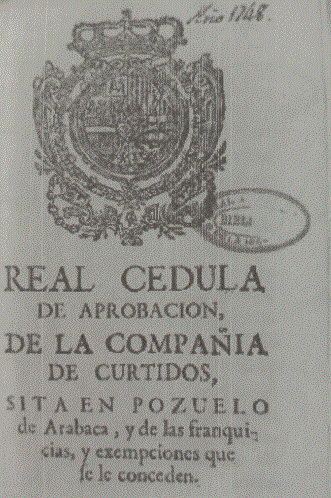 Año 1748.
REAL CEDULA
DE APROBACION,
DE LA COMPAÑIA
DE CURTIDOS,
SITA EN POZUELO
de Arabaca, y de las franqui-
cias, y exempciones que
se le conceden.